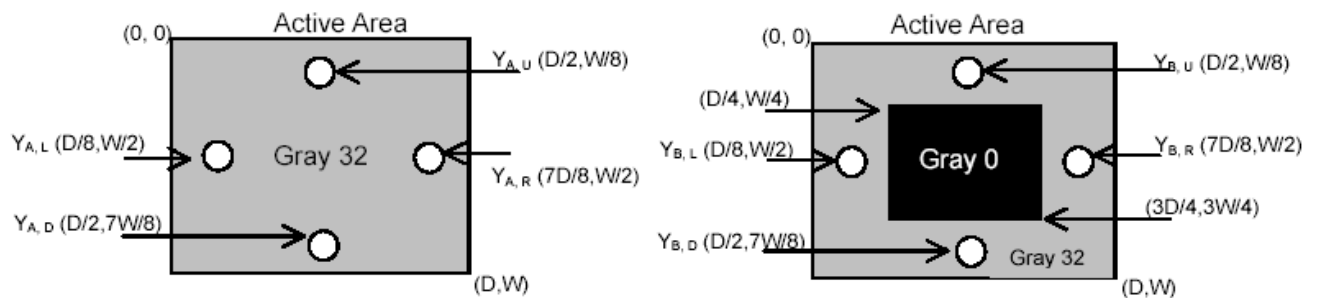 Active Area
(0, 0)
Y_A, U (D/2,W/8)
Y_A, L (D/8,W/2)
Gray 32
Y_A, R (7D/8,W/2)
Y_A, D (D/2,7W/8)
(D,W)
Active Area
(0, 0)
Y_B, U (D/2,W/8)
(D/4,W/4)
Y_B, L (D/8,W/2)
Gray 0
Y_B, R (7D/8,W/2)
(3D/4,3W/4)
Y_B, D (D/2,7W/8)
Gray 32
(D,W)